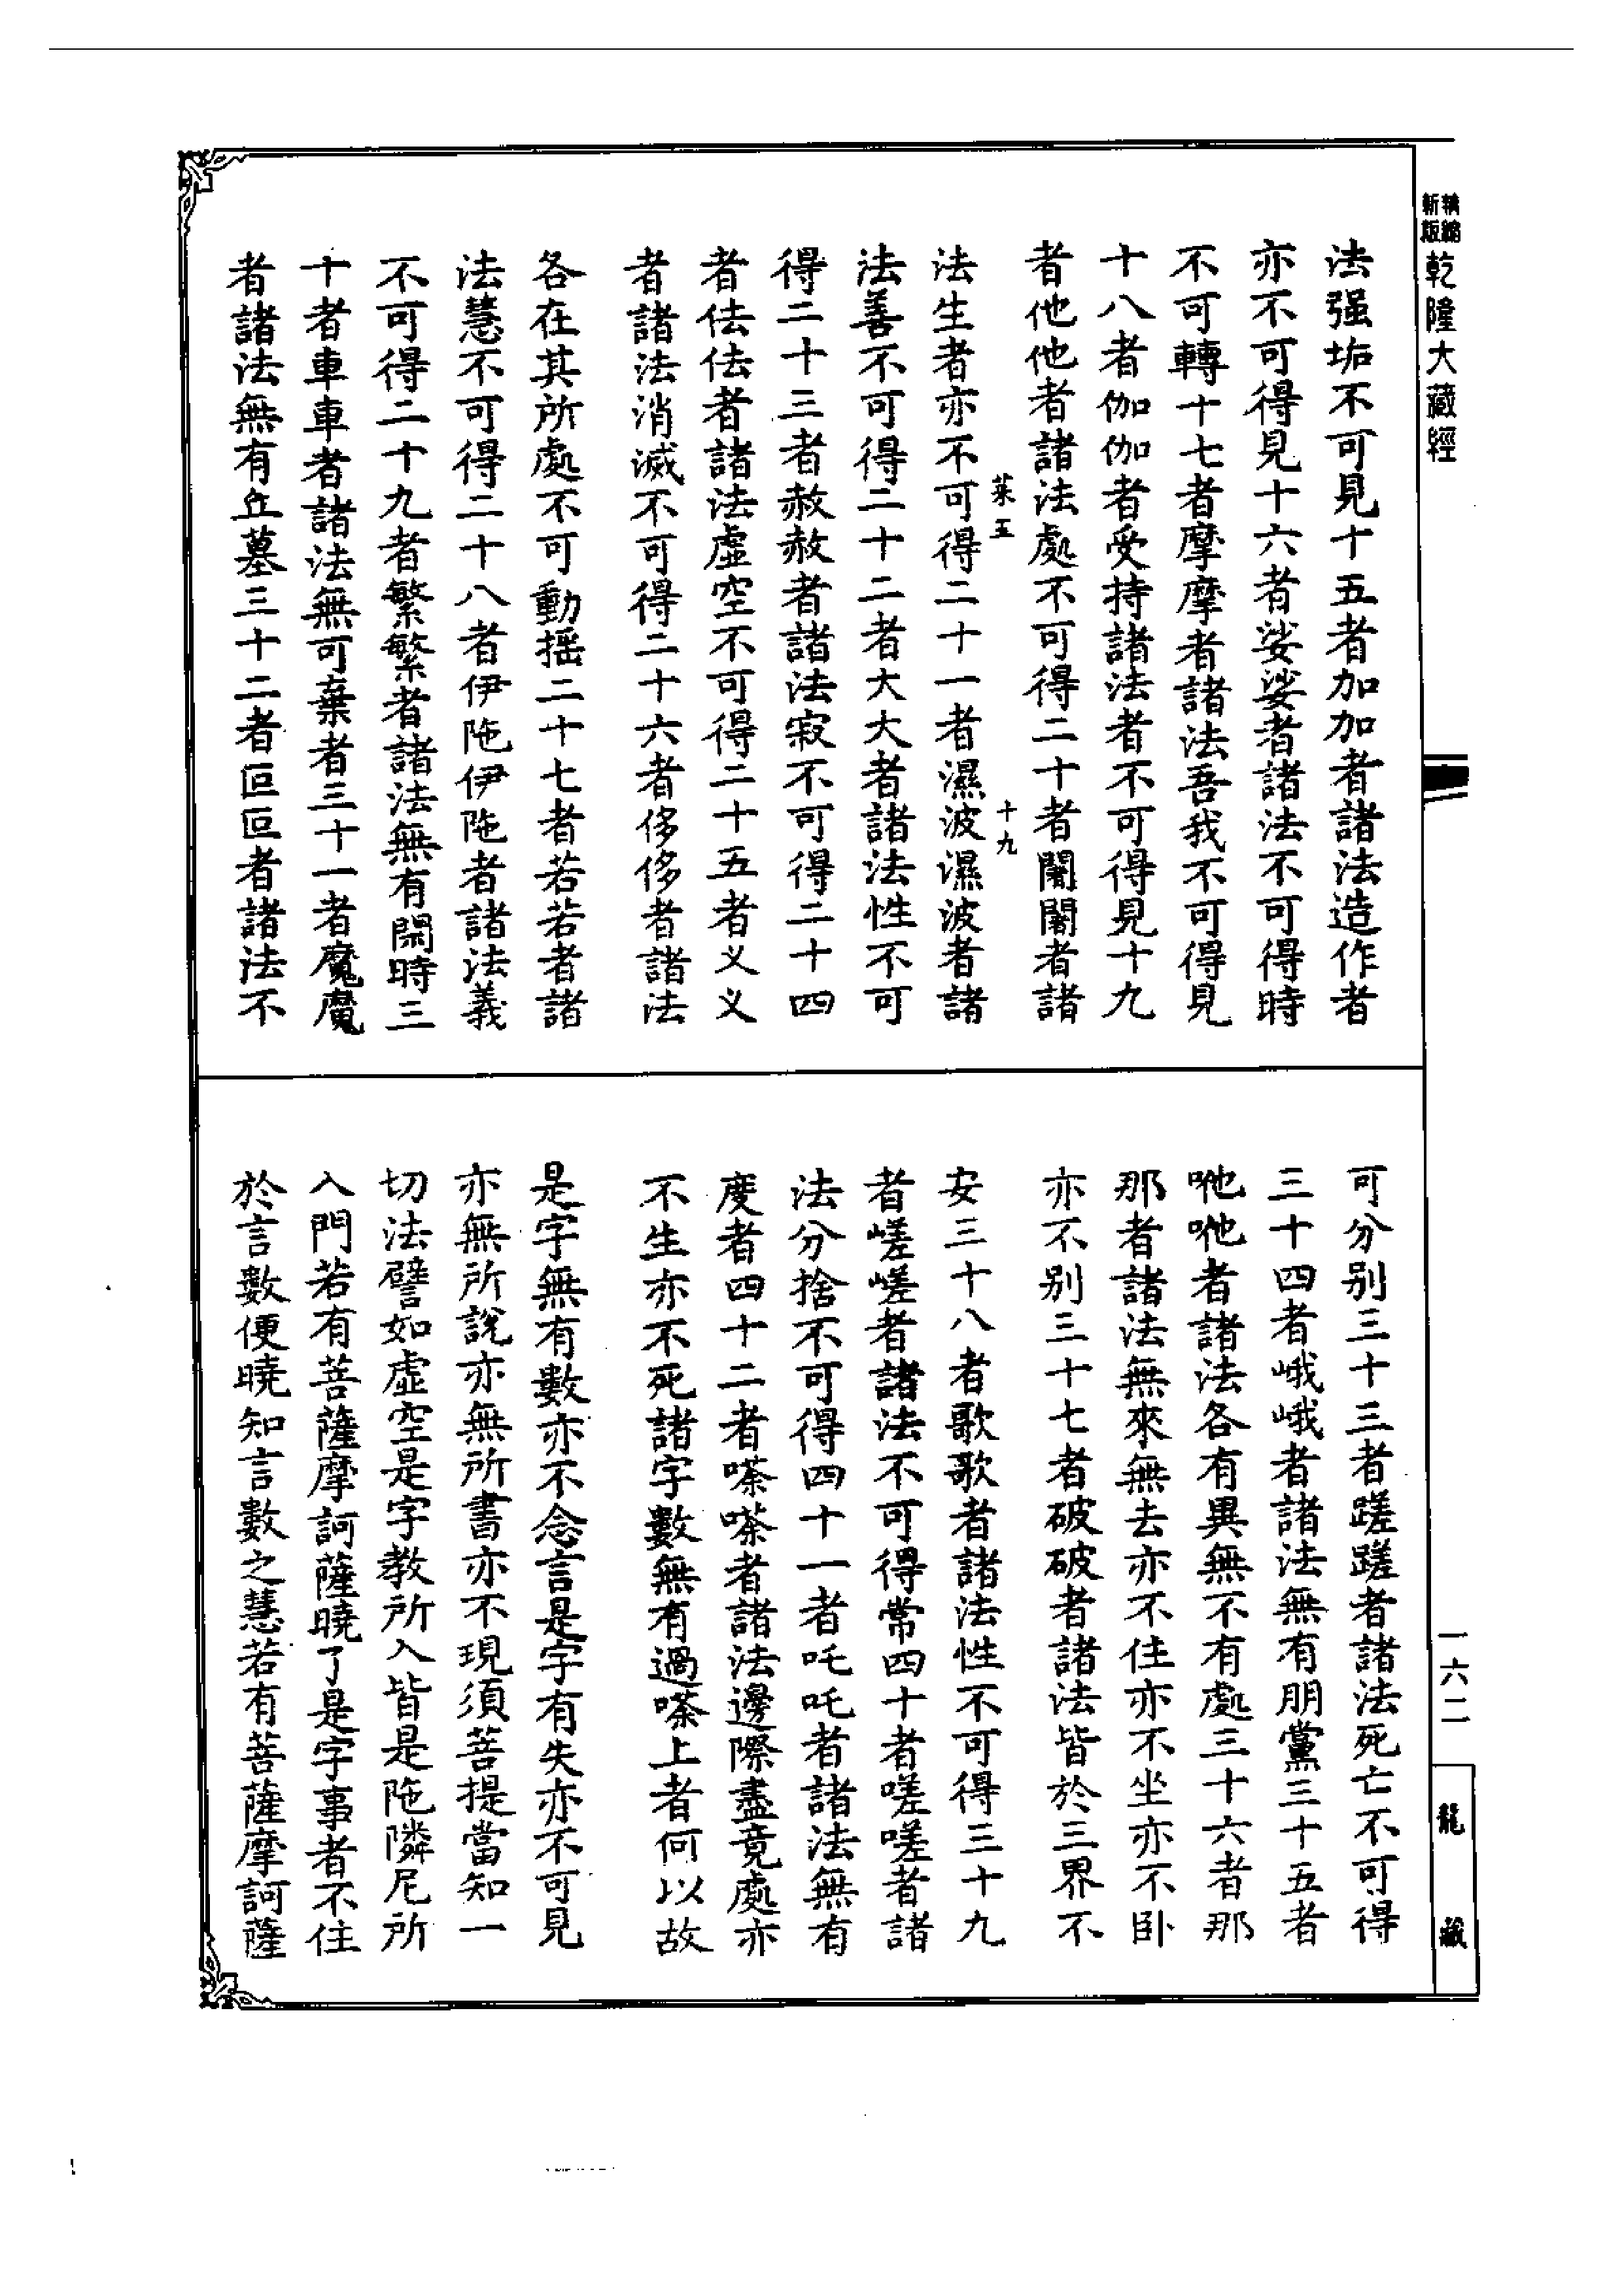 新編縮版乾隆大藏經
法强垢不可見十五者加加者諸法造作者
亦不可得見十六者娑娑者諸法不可得時
不可轉十七者摩摩者諸法吾我不可得見
十八者伽伽者受持諸法者不可得見十九
者他他者諸法處不可得二十者闍闍者諸
菜五 十九
法生者亦不可得二十一者濕波濕波者諸
法善不可得二十二者大大者諸法性不可
得二十三者赦赦者諸法寂不可得二十四
者佉佉者諸法虛空不可得二十五者义义
者諸法消滅不可得二十六者侈侈者諸法
各在其所處不可動搖二十七者若若者諸
法慧不可得二十八者伊陁伊陁者諸法義
不可得二十九者繁繁者諸法無有閑時三
十者車車者諸法無可棄者三十一者魔魔
者諸法無有丘墓三十二者叵叵者諸法不
可分別三十三者蹉蹉者諸法死亡不可得
三十四者峨峨者諸法無有朋黨三十五者
咃咃者諸法各有異無不有處三十六者那
那者諸法無來無去亦不住亦不坐亦不卧
亦不別三十七者破破者諸法皆於三界不
安三十八者歌歌者諸法性不可得三十九
者嵯嵯者諸法不可得常四十者嗟嗟者諸
法分捨不可得四十一者吒吒者諸法無有
度者四十二者嗏嗏者諸法邊際盡竟處亦
不生亦不死諸字數無有過嗏上者何以故
是字無有數亦不念言是字有失亦不可見
亦無所說亦無所書亦不現須菩提當知一
切法譬如虛空是字教所入皆是陁隣尼所
入門若有菩薩摩訶薩曉了是字事者不住
於言數便曉知言數之慧若有菩薩摩訶薩
一六二
龍藏